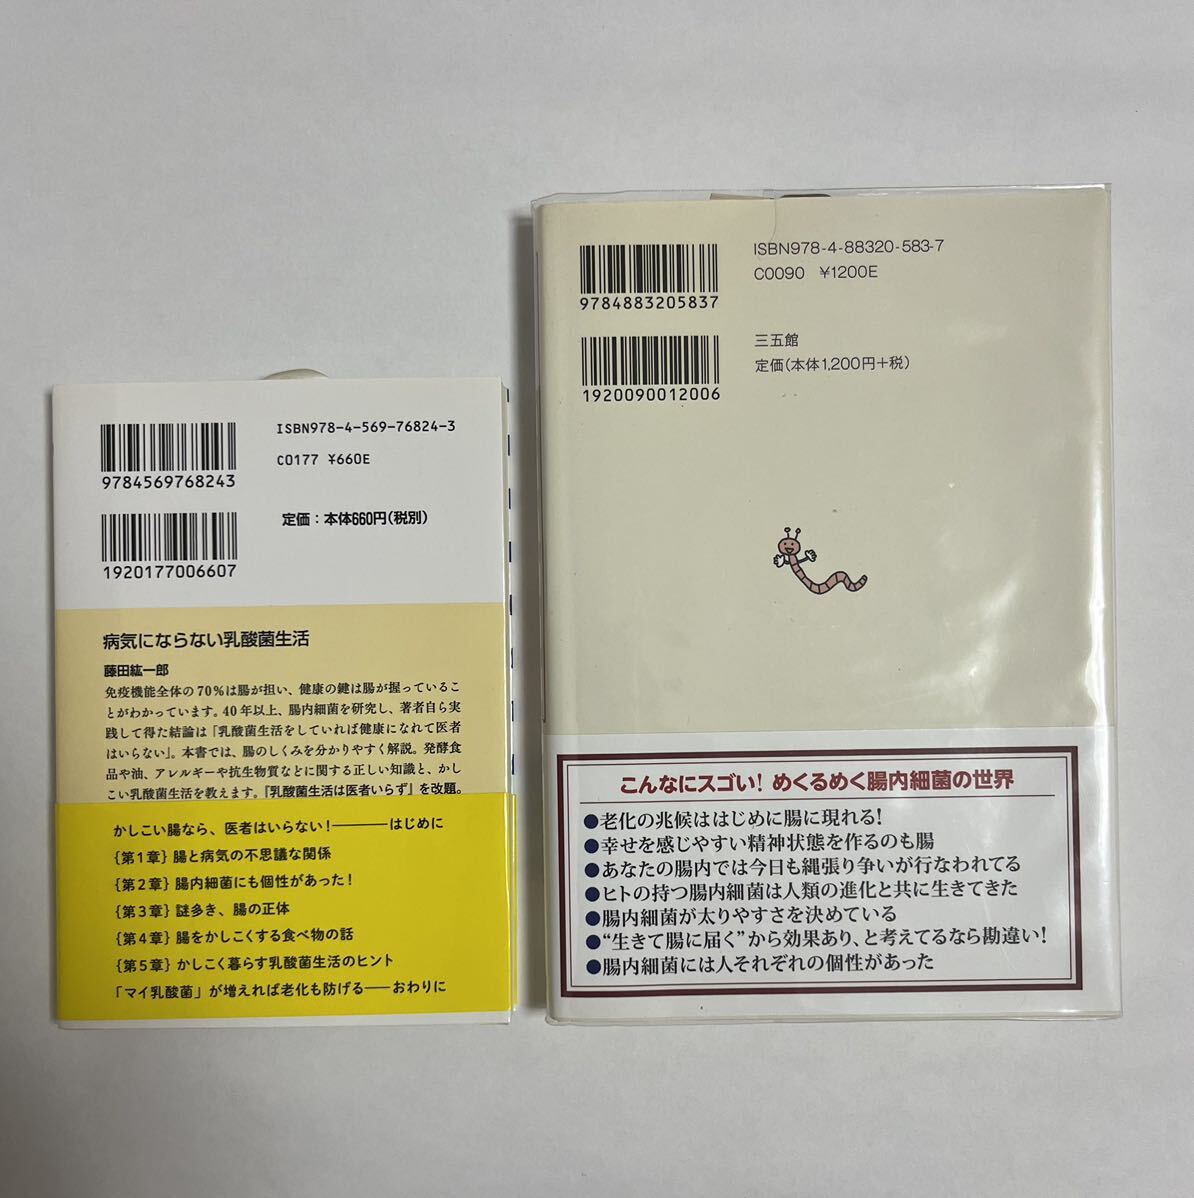 ISBN978-4-569-76824-3
C0177 ¥660E
9784569768243
定価：本体660円(税別)
1920177006607
病気にならない乳酸菌生活
藤田紘一郎
免疫機能全体の70％は腸が担い、健康の鍵は腸が握っているこ
とがわかっています。40年以上、腸内細菌を研究し、著者自ら実
践して得た結論は「乳酸菌生活をしていれば健康になれて医者
はいらない」。本書では、腸のしくみを分かりやすく解説。発酵食
品や油、アレルギーや抗生物質などに関する正しい知識と、かし
こい乳酸菌生活を教えます。『乳酸菌生活は医者いらず』を改題。
かしこい腸なら、医者はいらない！――はじめに
{第1章} 腸と病気の不思議な関係
{第2章} 腸内細菌にも個性があった！
{第3章} 謎多き、腸の正体
{第4章} 腸をかしこくする食べ物の話
{第5章} かしこく暮らす乳酸菌生活のヒント
「マイ乳酸菌」が増えれば老化も防げる――おわりに
ISBN978-4-88320-583-7
C0090 ¥1200E
9784883205837
三五館
定価(本体1,200円+税)
1920090012006
こんなにスゴい！めくるめく腸内細菌の世界
●老化の兆候ははじめに腸に現れる！
●幸せを感じやすい精神状態を作るのも腸
●あなたの腸内では今日も縄張り争いが行なわれてる
●ヒトの持つ腸内細菌は人類の進化と共に生きてきた
●腸内細菌が太りやすさを決めている
●“生きて腸に届く”から効果あり、と考えてるなら勘違い！
●腸内細菌には人それぞれの個性があった